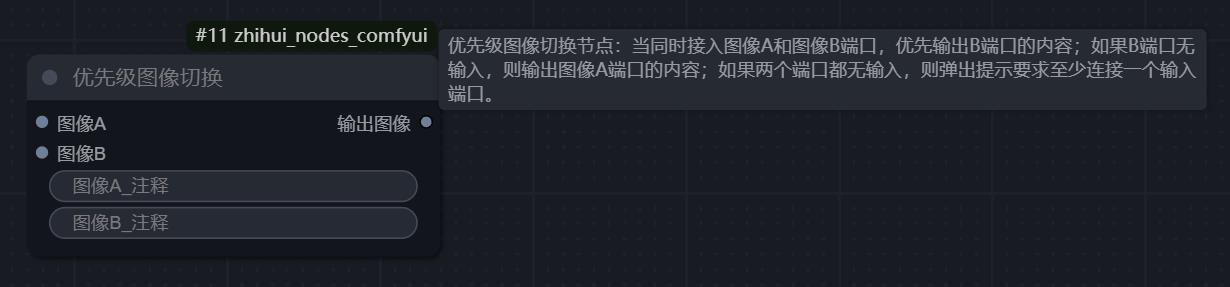 #11 zhihui_nodes_comfyui
优先级图像切换
图像A
输出图像
图像B
图像A_注释
图像B_注释
优先级图像切换节点：当同时接入图像A和图像B端口，优先输出B端口的内容；如果B端口无
输入，则输出图像A端口的内容；如果两个端口都无输入，则弹出提示要求至少连接一个输入
端口。